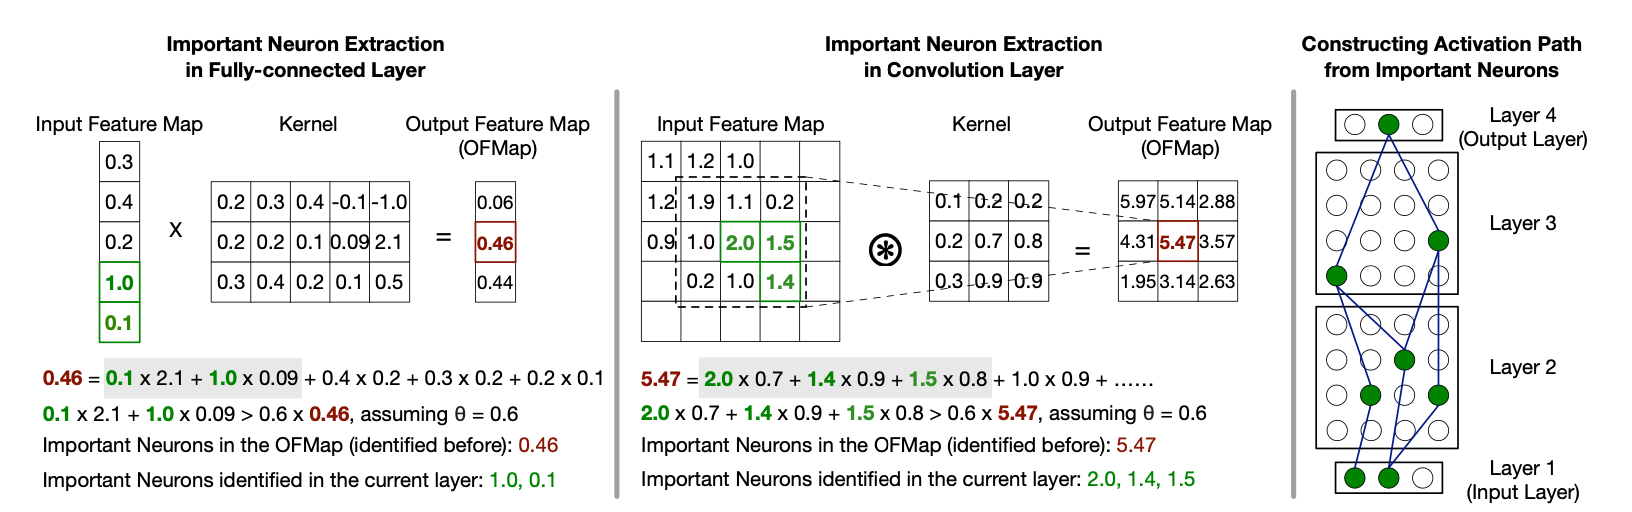 Important Neuron Extraction
in Fully-connected Layer
Input Feature Map
Kernel
Output Feature Map
(OFMap)
0.3
0.4
0.2
1.0
0.1
x
0.2 0.3 0.4 -0.1 -1.0
0.2 0.2 0.1 0.09 2.1
0.3 0.4 0.2 0.1 0.5
=
0.06
0.46
0.44
0.46 = 0.1 x 2.1 + 1.0 x 0.09 + 0.4 x 0.2 + 0.3 x 0.2 + 0.2 x 0.1
0.1 x 2.1 + 1.0 x 0.09 > 0.6 x 0.46, assuming θ = 0.6
Important Neurons in the OFMap (identified before): 0.46
Important Neurons identified in the current layer: 1.0, 0.1
Important Neuron Extraction
in Convolution Layer
Input Feature Map
Kernel
Output Feature Map
(OFMap)
1.1 1.2 1.0
1.2 1.9 1.1 0.2
0.9 1.0 2.0 1.5
0.2 1.0 1.4
⊛
0.1 0.2 0.2
0.2 0.7 0.8
0.3 0.9 0.9
=
5.97 5.14 2.88
4.31 5.47 3.57
1.95 3.14 2.63
5.47 = 2.0 x 0.7 + 1.4 x 0.9 + 1.5 x 0.8 + 1.0 x 0.9 + ......
2.0 x 0.7 + 1.4 x 0.9 + 1.5 x 0.8 > 0.6 x 5.47, assuming θ = 0.6
Important Neurons in the OFMap (identified before): 5.47
Important Neurons identified in the current layer: 2.0, 1.4, 1.5
Constructing Activation Path
from Important Neurons
Layer 4
(Output Layer)
Layer 3
Layer 2
Layer 1
(Input Layer)